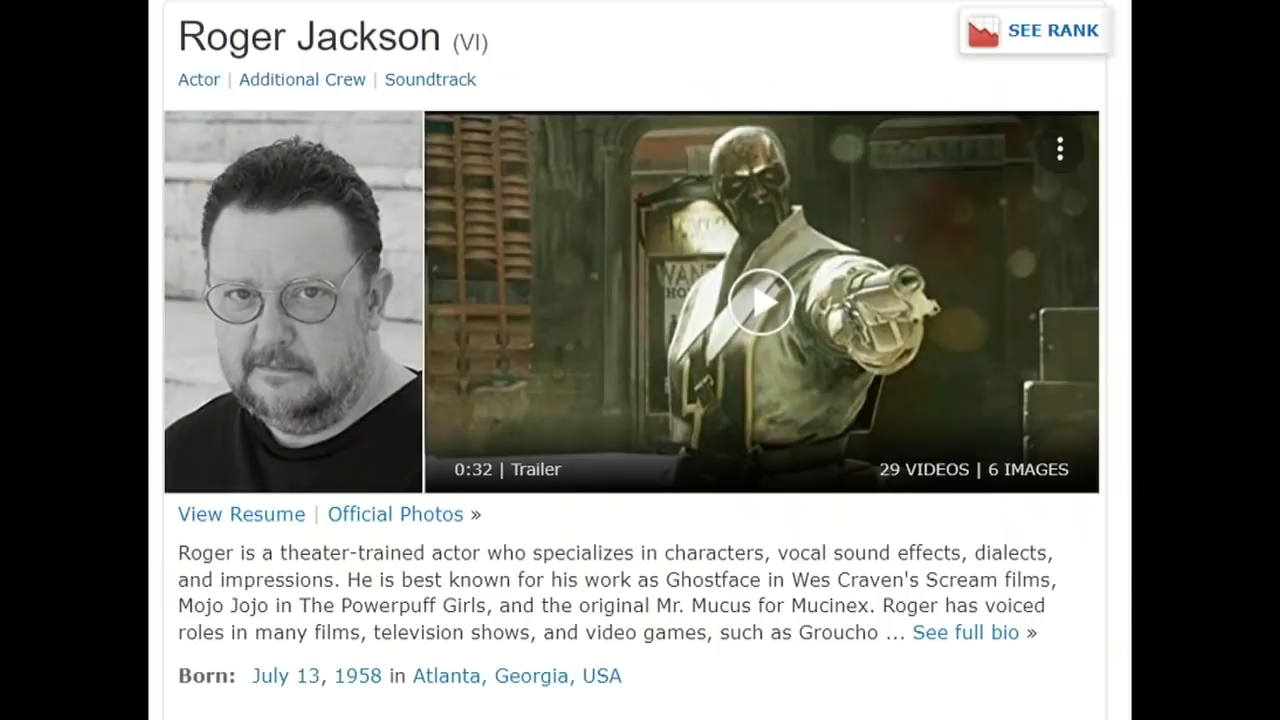 Roger Jackson (VI)
SEE RANK
Actor | Additional Crew | Soundtrack
WANT
HO
0:32 | Trailer
29 VIDEOS | 6 IMAGES
View Resume | Official Photos »
Roger is a theater-trained actor who specializes in characters, vocal sound effects, dialects,
and impressions. He is best known for his work as Ghostface in Wes Craven's Scream films,
Mojo Jojo in The Powerpuff Girls, and the original Mr. Mucus for Mucinex. Roger has voiced
roles in many films, television shows, and video games, such as Groucho ... See full bio »
Born: July 13, 1958 in Atlanta, Georgia, USA